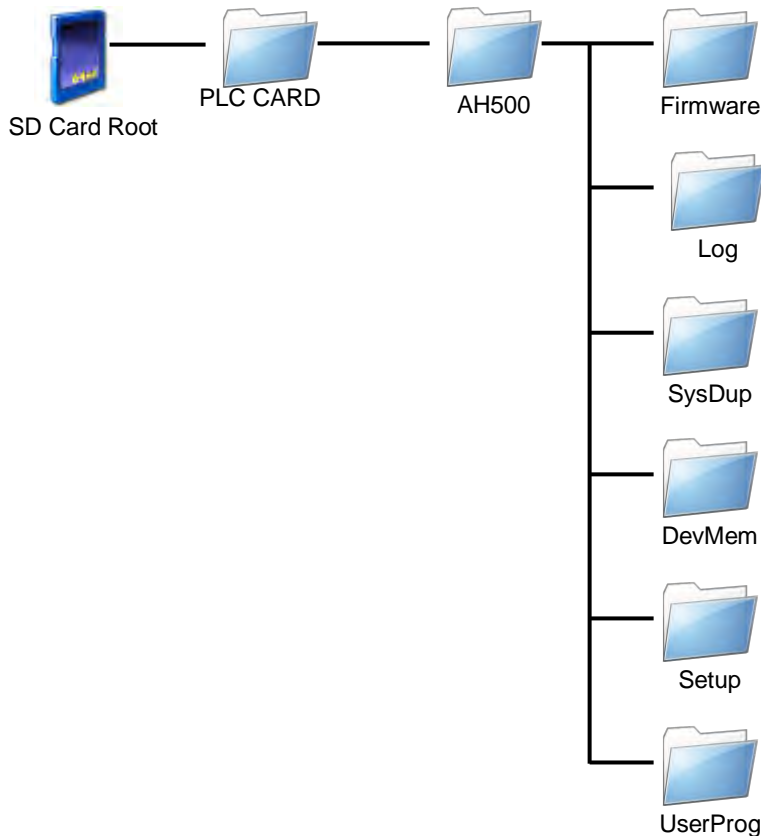 SD Card Root
PLC CARD
AH500
Firmware
Log
SysDup
DevMem
Setup
UserProg